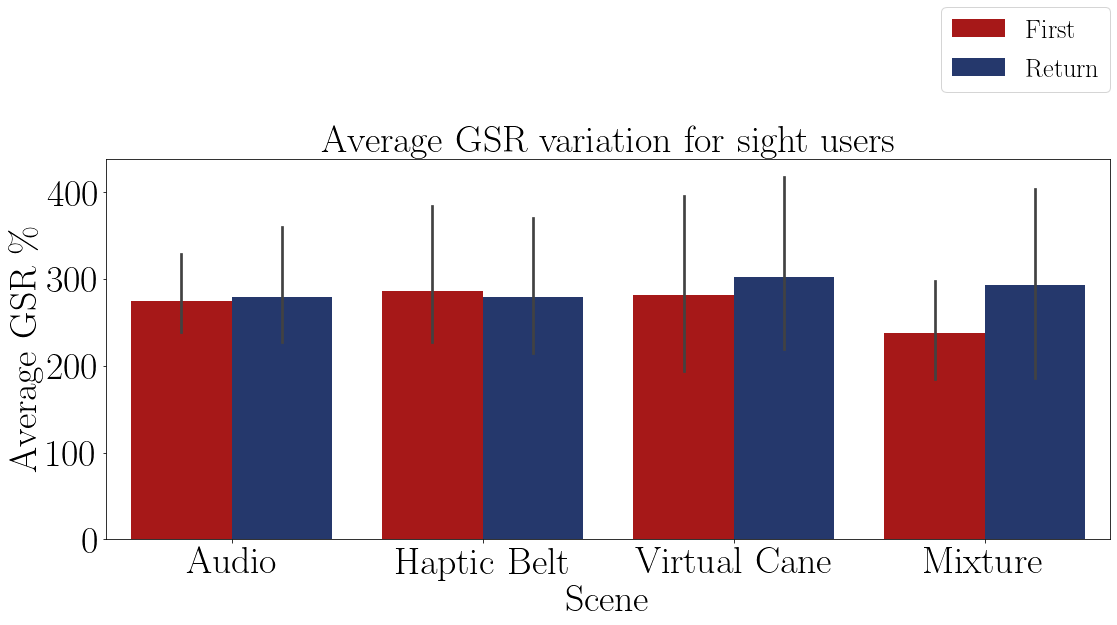 First
Return
Average GSR variation for sight users
Average GSR %
400
300
200
100
0
Audio
Haptic Belt
Virtual Cane
Mixture
Scene